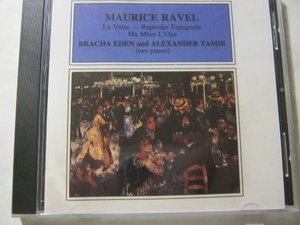 MAURICE RAVEL
La Valse — Rapsodie Espagnole
Ma Mère L'Oye
BRACHA EDEN and ALEXANDER TAMIR
(two pianos)